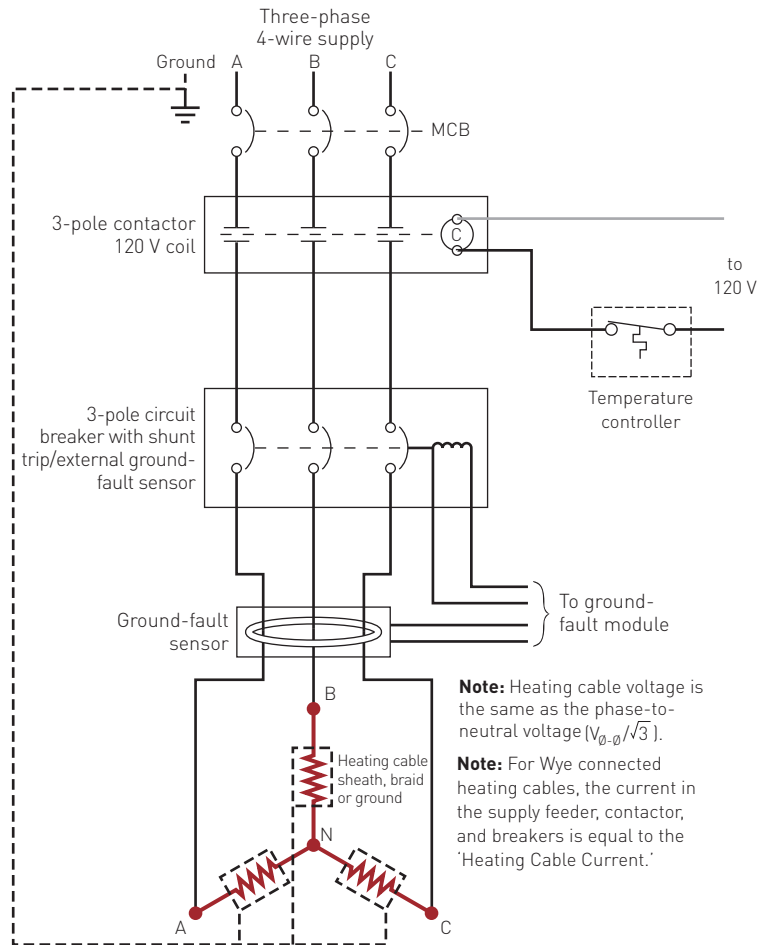 Three-phase
4-wire supply
Ground
A
B
C
MCB
3-pole contactor
120 V coil
C
to
120 V
Temperature
controller
3-pole circuit
breaker with shunt
trip/external ground-
fault sensor
Ground-fault
sensor
To ground-
fault module
B
Heating cable
sheath, braid
or ground
N
A
C
Note: Heating cable voltage is
the same as the phase-to-
neutral voltage (VØ-Ø/√3 ).
Note: For Wye connected
heating cables, the current in
the supply feeder, contactor,
and breakers is equal to the
‘Heating Cable Current.’